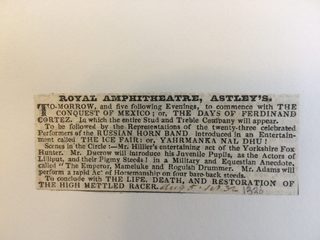 ROYAL AMPHITHEATRE, ASTLEY'S.
TO-MORROW, and five following Evenings, to commence with THE
CONQUEST OF MEXICO; or, THE DAYS OF FERDINAND
CORTEZ. In which the entire Stud and Treble Company will appear.
To be followed by the Representations of the twenty-three celebrated
Performers of the RUSSIAN HORN BAND introduced in an Entertain-
ment called THE ICE FAIR; or, YAHRMANKA NAL DHU!
Scenes in the Circle:—Mr. Hillier's entertaining act of the Yorkshire Fox
Hunter. Mr. Ducrow will introduce his Juvenile Pupils, as the Actors of
Lilliput, and their Pigmy Steeds! in a Military and Equestrian Anecdote,
called "The Emperor, Mameluke and Roguish Drummer. Mr. Adams will
perform a rapid Act of Horsemanship on four bare-back steeds.
To conclude with THE LIFE, DEATH, AND RESTORATION OF
THE HIGH METTLED RACER.